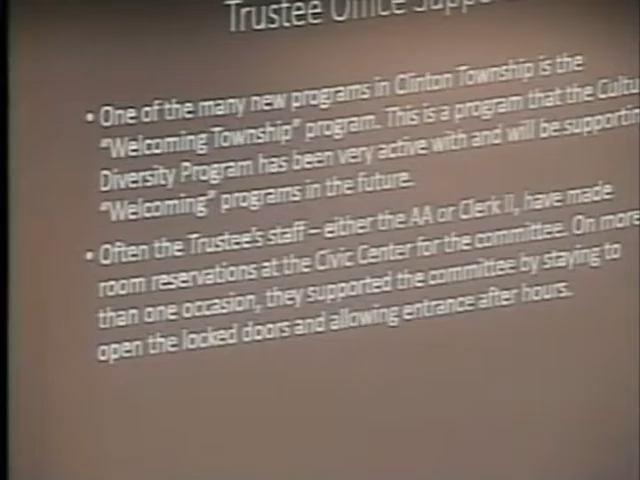 Trustee Office
• One of the many new programs in Clinton Township is the
"Welcoming Township" program. This is a program that the
Diversity Program has been very active with and will be
"Welcoming" programs in the future.
• Often the Trustee's staff – either the AA or Clerk II, have made
room reservations at the Civic Center for the committee. On more
than one occasion, they supported the committee by staying to
open the locked doors and allowing entrance after hours.